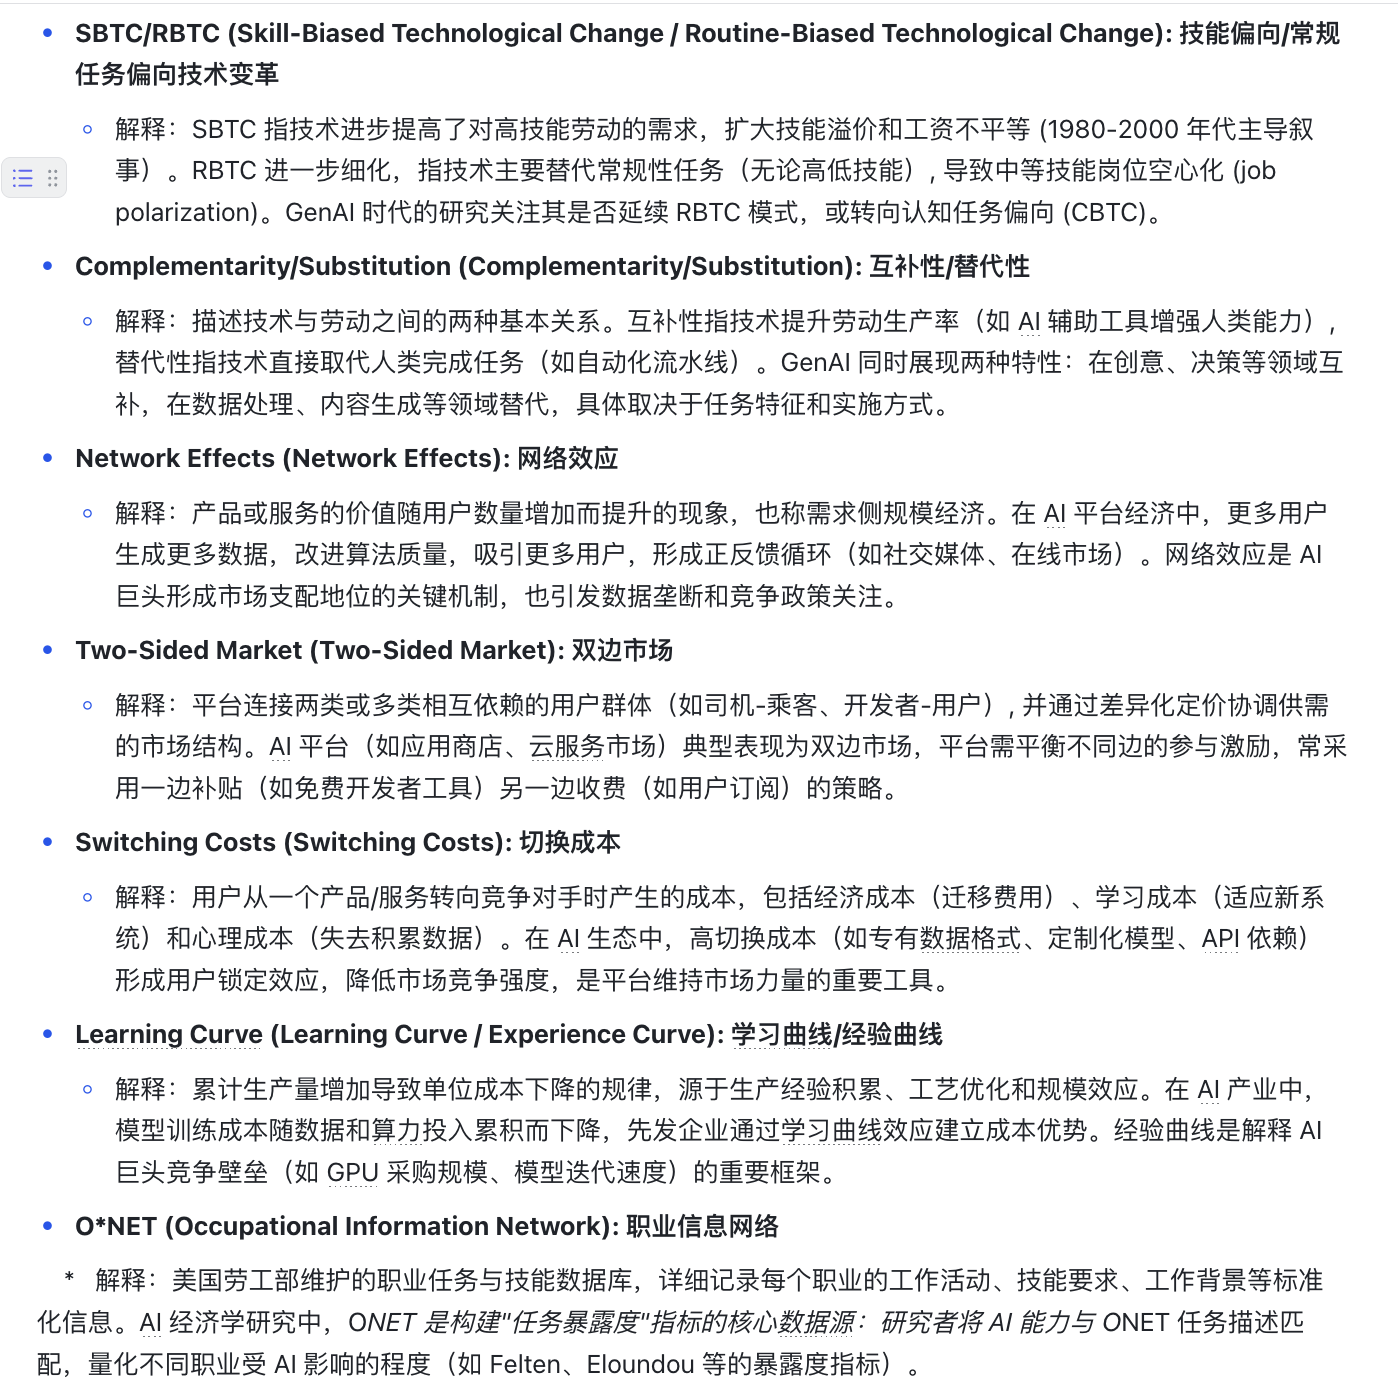 SBTC/RBTC (Skill-Biased Technological Change / Routine-Biased Technological Change): 技能偏向/常规
任务偏向技术变革
解释：SBTC 指技术进步提高了对高技能劳动的需求，扩大技能溢价和工资不平等 (1980-2000 年代主导叙
事）。RBTC 进一步细化，指技术主要替代常规性任务（无论高低技能）, 导致中等技能岗位空心化 (job
polarization)。GenAI 时代的研究关注其是否延续 RBTC 模式，或转向认知任务偏向 (CBTC)。
Complementarity/Substitution (Complementarity/Substitution): 互补性/替代性
解释：描述技术与劳动之间的两种基本关系。互补性指技术提升劳动生产率（如 AI 辅助工具增强人类能力）,
替代性指技术直接取代人类完成任务（如自动化流水线）。GenAI 同时展现两种特性：在创意、决策等领域互
补，在数据处理、内容生成等领域替代，具体取决于任务特征和实施方式。
Network Effects (Network Effects): 网络效应
解释：产品或服务的价值随用户数量增加而提升的现象，也称需求侧规模经济。在 AI 平台经济中，更多用户
生成更多数据，改进算法质量，吸引更多用户，形成正反馈循环（如社交媒体、在线市场）。网络效应是 AI
巨头形成市场支配地位的关键机制，也引发数据垄断和竞争政策关注。
Two-Sided Market (Two-Sided Market): 双边市场
解释：平台连接两类或多类相互依赖的用户群体（如司机-乘客、开发者-用户）, 并通过差异化定价协调供需
的市场结构。AI 平台（如应用商店、云服务市场）典型表现为双边市场，平台需平衡不同边的参与激励，常采
用一边补贴（如免费开发者工具）另一边收费（如用户订阅）的策略。
Switching Costs (Switching Costs): 切换成本
解释：用户从一个产品/服务转向竞争对手时产生的成本，包括经济成本（迁移费用）、学习成本（适应新系
统）和心理成本（失去积累数据）。在 AI 生态中，高切换成本（如专有数据格式、定制化模型、API 依赖）
形成用户锁定效应，降低市场竞争强度，是平台维持市场力量的重要工具。
Learning Curve (Learning Curve / Experience Curve): 学习曲线/经验曲线
解释：累计生产量增加导致单位成本下降的规律，源于生产经验积累、工艺优化和规模效应。在 AI 产业中，
模型训练成本随数据和算力投入累积而下降，先发企业通过学习曲线效应建立成本优势。经验曲线是解释 AI
巨头竞争壁垒（如 GPU 采购规模、模型迭代速度）的重要框架。
O*NET (Occupational Information Network): 职业信息网络
* 解释：美国劳工部维护的职业任务与技能数据库，详细记录每个职业的工作活动、技能要求、工作背景等标准
化信息。AI 经济学研究中，ONET 是构建"任务暴露度"指标的核心数据源：研究者将 AI 能力与 ONET 任务描述匹
配，量化不同职业受 AI 影响的程度（如 Felten、Eloundou 等的暴露度指标）。